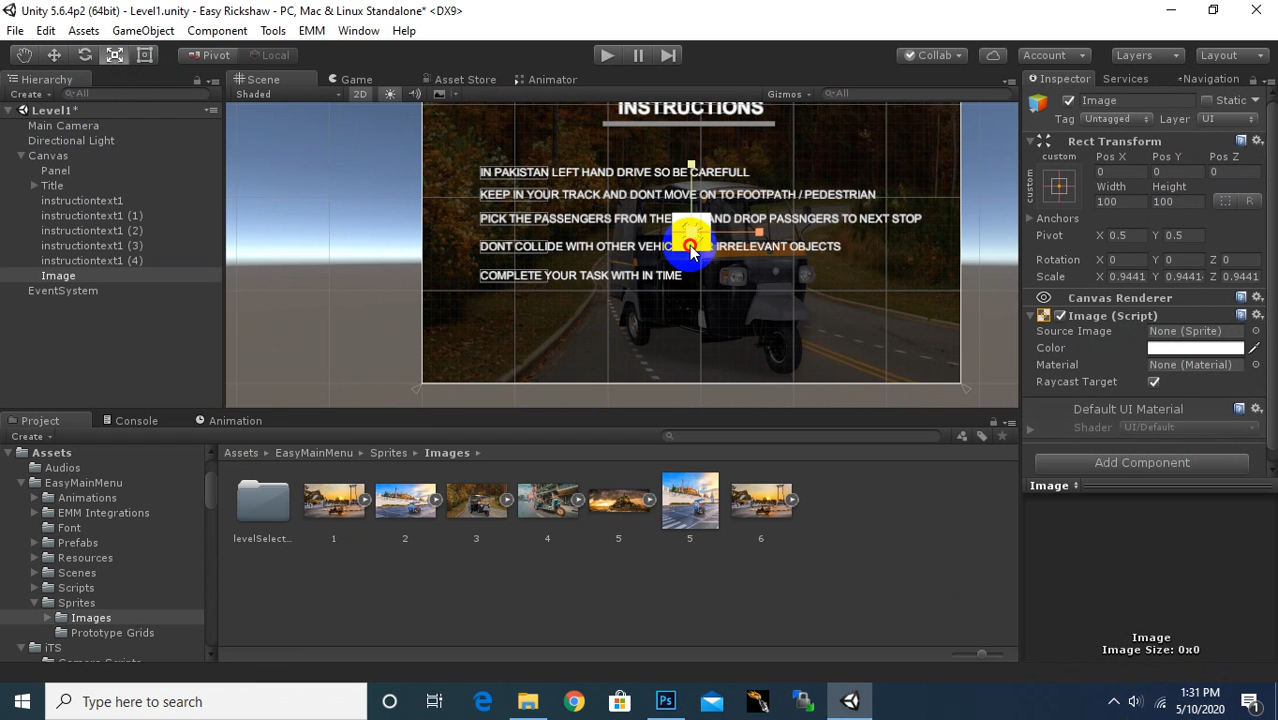 Unity 5.6.4p2 (64bit) - Level1.unity - Easy Rickshaw - PC, Mac & Linux Standalone* <DX9>
File Edit Assets GameObject Component Tools EMM Window Help
Pivot Local Collab Account Layers Layout
Hierarchy Scene Game Asset Store Animator Inspector Services Navigation
Create All Shaded 2D Gizmos All
Image Static
Tag Untagged Layer UI
Level1*
Main Camera
Directional Light
Canvas
Panel
Title
instructiontext1
instructiontext1 (1)
instructiontext1 (2)
instructiontext1 (3)
instructiontext1 (4)
Image
EventSystem
INSTRUCTIONS
IN PAKISTAN LEFT HAND DRIVE SO BE CAREFULL
KEEP IN YOUR TRACK AND DONT MOVE ON TO FOOTPATH / PEDESTRIAN
PICK THE PASSENGERS FROM THE AND DROP PASSNGERS TO NEXT STOP
DONT COLLIDE WITH OTHER VEHIC IRRELEVANT OBJECTS
COMPLETE YOUR TASK WITH IN TIME
Rect Transform
custom Pos X Pos Y Pos Z
custom 0 0 0
Width Height
100 100 R
Anchors
Pivot X 0.5 Y 0.5
Rotation X 0 Y 0 Z 0
Scale X 0.9441 Y 0.9441 Z 0.9441
Canvas Renderer
Image (Script)
Source Image None (Sprite)
Color
Material None (Material)
Raycast Target
Default UI Material
Shader UI/Default
Add Component
Image
Image
Image Size: 0x0
Project Console Animation
Create
Assets
Audios
EasyMainMenu
Animations
EMM Integrations
Font
Prefabs
Resources
Scenes
Scripts
Sprites
Images
Prototype Grids
iTS
Assets EasyMainMenu Sprites Images
levelSelect... 1 2 3 4 5 5 6
Type here to search
1:31 PM
5/10/2020
1